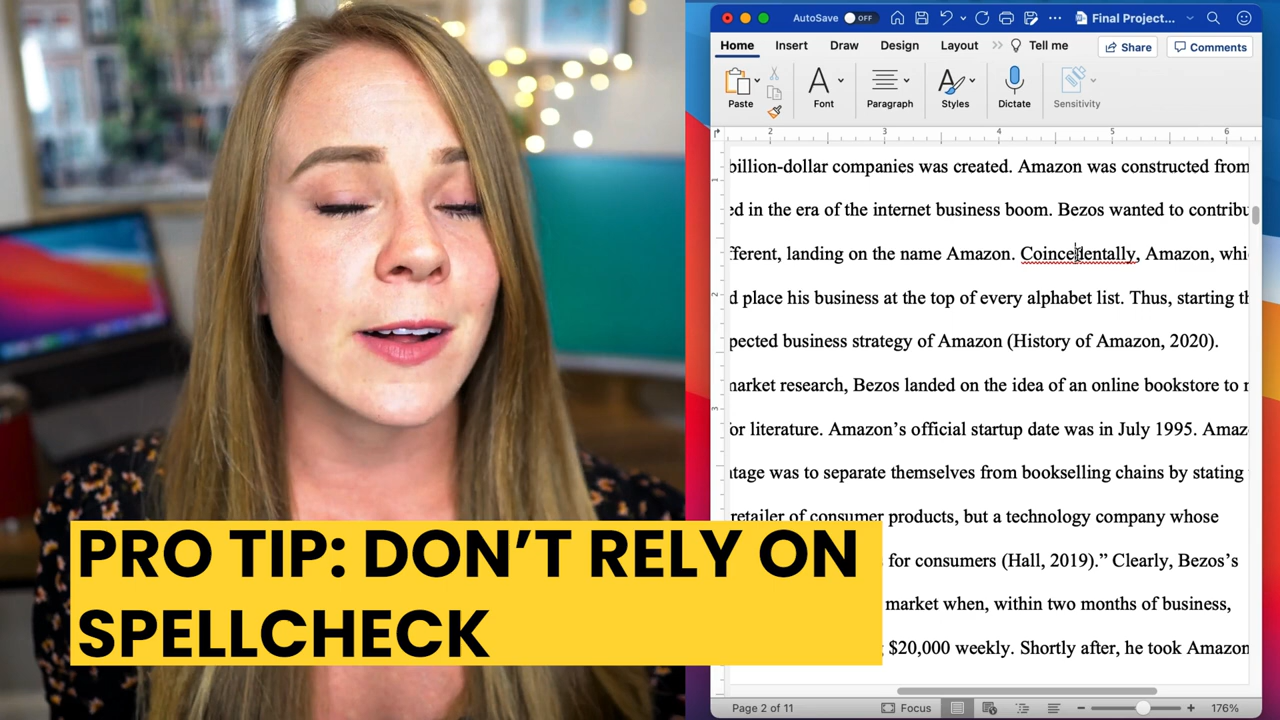 AutoSave OFF Final Project...
Home Insert Draw Design Layout Tell me Share Comments
Paste Font Paragraph Styles Dictate Sensitivity
2 3 4 5 6
billion-dollar companies was created. Amazon was constructed from
ed in the era of the internet business boom. Bezos wanted to contribu
fferent, landing on the name Amazon. Coincedentally, Amazon, whi
d place his business at the top of every alphabet list. Thus, starting th
pected business strategy of Amazon (History of Amazon, 2020).
market research, Bezos landed on the idea of an online bookstore to
for literature. Amazon’s official startup date was in July 1995. Amaz
ntage was to separate themselves from bookselling chains by stating
retailer of consumer products, but a technology company whose
for consumers (Hall, 2019).” Clearly, Bezos’s
market when, within two months of business,
$20,000 weekly. Shortly after, he took Amazon
PRO TIP: DON’T RELY ON
SPELLCHECK
Page 2 of 11 Focus 176%